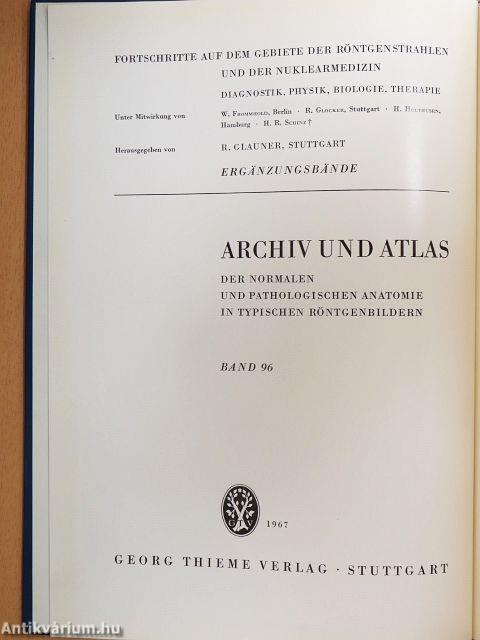 FORTSCHRITTE AUF DEM GEBIETE DER RÖNTGENSTRAHLEN
UND DER NUKLEARMEDIZIN
DIAGNOSTIK, PHYSIK, BIOLOGIE, THERAPIE
Unter Mitwirkung von W. FROMMHOLD, Berlin · R. GLOCKER, Stuttgart · H. HOLTHUSEN,
Hamburg · H. R. SCHINZ †
Herausgegeben von R. GLAUNER, STUTTGART
ERGÄNZUNGSBÄNDE
ARCHIV UND ATLAS
DER NORMALEN
UND PATHOLOGISCHEN ANATOMIE
IN TYPISCHEN RÖNTGENBILDERN
BAND 96
G T V 1967
GEORG THIEME VERLAG · STUTTGART
Antikvárium.hu